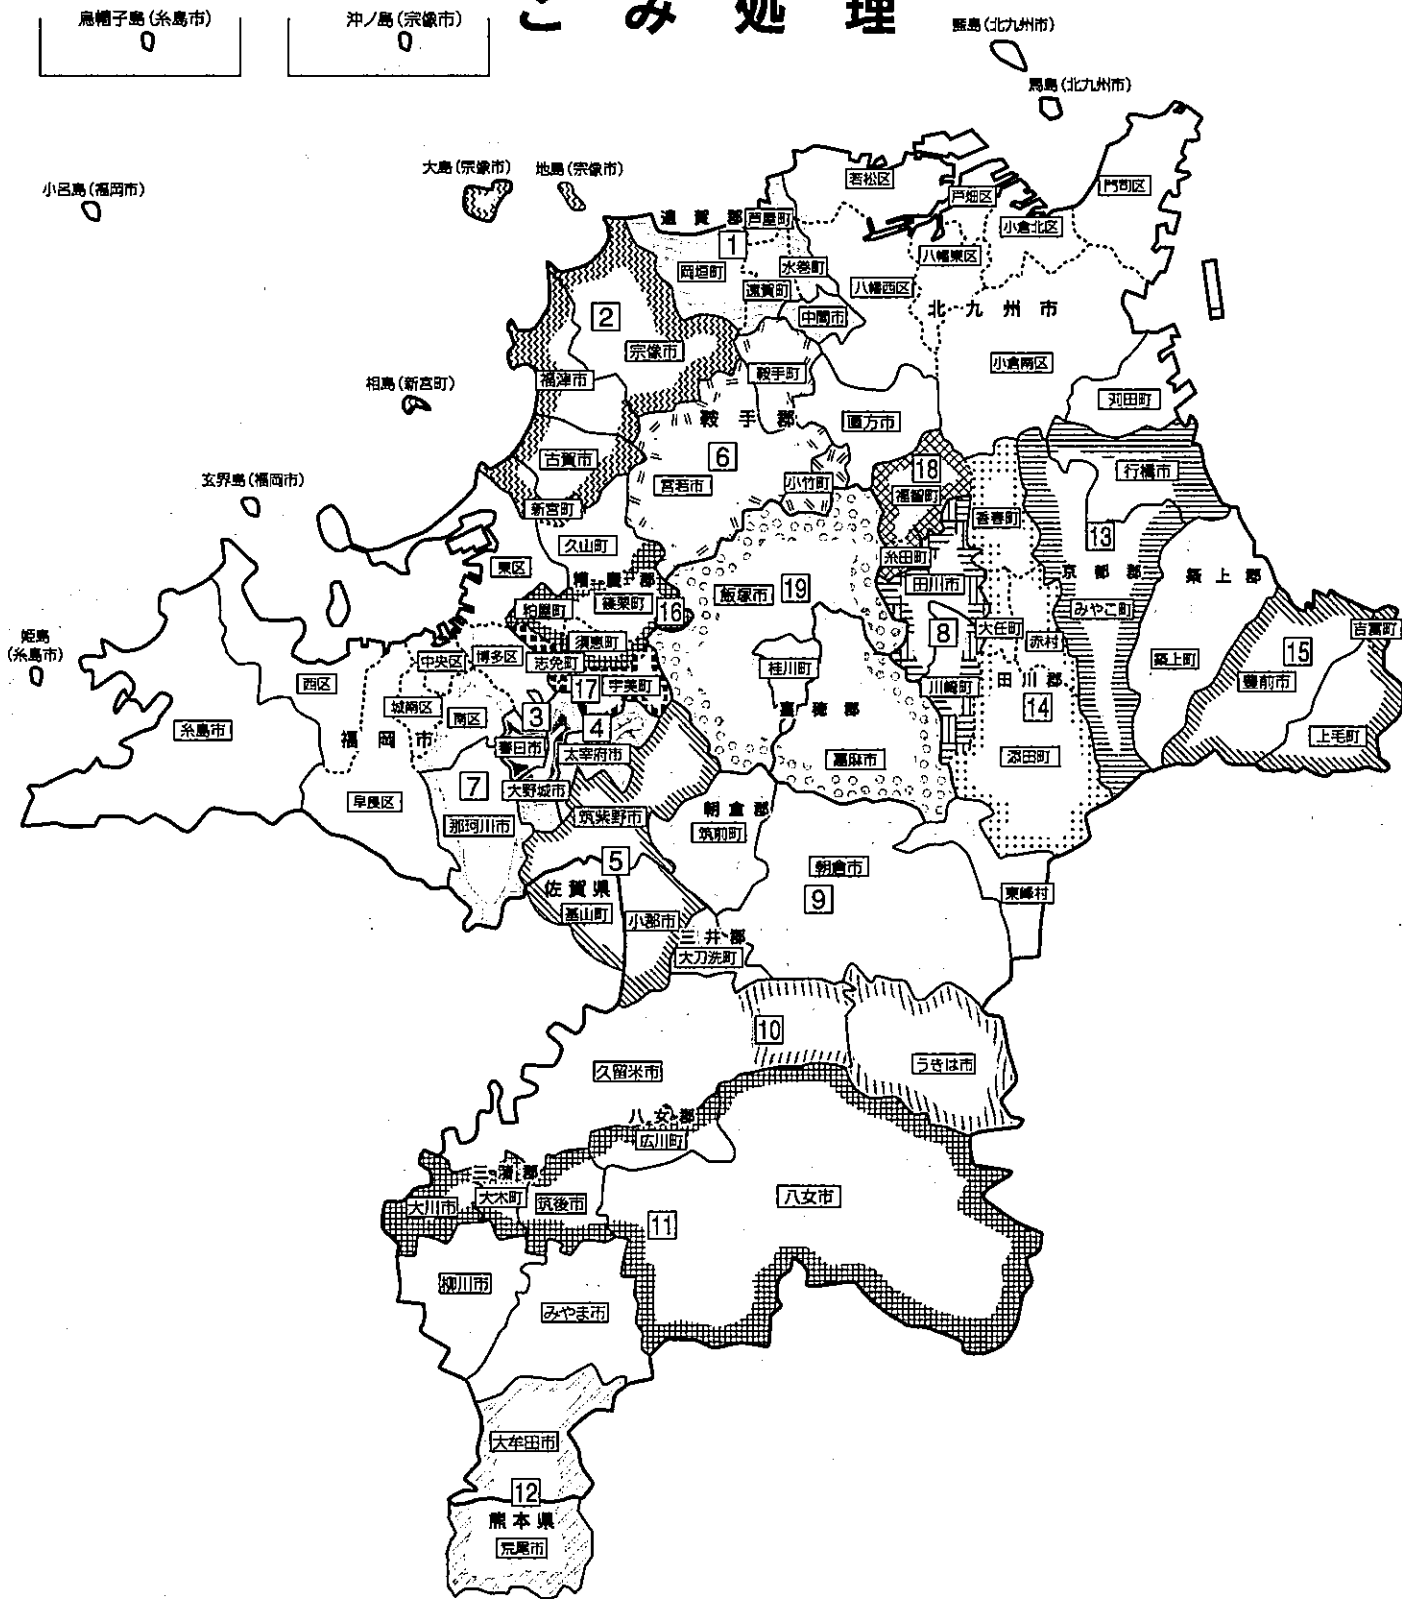 ごみ処理
烏帽子島(糸島市)
沖ノ島(宗像市)
藍島(北九州市)
馬島(北九州市)
大島(宗像市)
地島(宗像市)
小呂島(福岡市)
若松区
戸畑区
門司区
遠賀郡
芦屋町
小倉北区
1
岡垣町
水巻町
八幡東区
遠賀町
八幡西区
中間市
北九州市
2
宗像市
小倉南区
鞍手町
福津市
相島(新宮町)
苅田町
鞍手郡
直方市
古賀市
6
18
行橋市
玄界島(福岡市)
宮若市
小竹町
福智町
新宮町
香春町
13
久山町
糸田町
東区
京都郡
築上郡
糟屋郡
田川市
19
飯塚市
粕屋町
篠栗町
16
みやこ町
吉富町
姫島
(糸島市)
須恵町
8
大任町
赤村
中央区
博多区
志免町
桂川町
築上町
15
西区
17
宇美町
川崎町
田川郡
豊前市
城南区
南区
3
4
嘉穂郡
14
糸島市
福岡市
春日市
太宰府市
上毛町
嘉麻市
添田町
7
大野城市
早良区
朝倉郡
那珂川市
筑紫野市
筑前町
5
朝倉市
佐賀県
9
東峰村
基山町
小郡市
三井郡
大刀洗町
10
久留米市
うきは市
八女郡
広川町
三潴郡
大川市
大木町
筑後市
八女市
11
柳川市
みやま市
大牟田市
12
熊本県
荒尾市